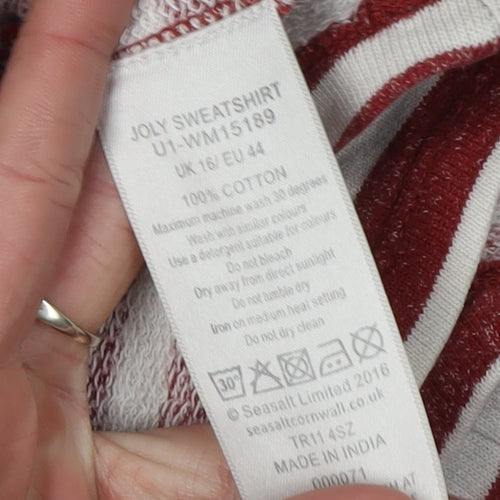 JOLY SWEATSHIRT
U1-WM15189
UK 16/ EU 44
100% COTTON
Maximum machine wash 30 degrees
Wash with similar colours
Use a detergent suitable for colours
Do not bleach
Dry away from direct sunlight
Do not tumble dry
Iron on medium heat setting
Do not dry clean
30°
© Seasalt Limited 2016
seasaltcornwall.co.uk
TR11 4SZ
MADE IN INDIA
000071